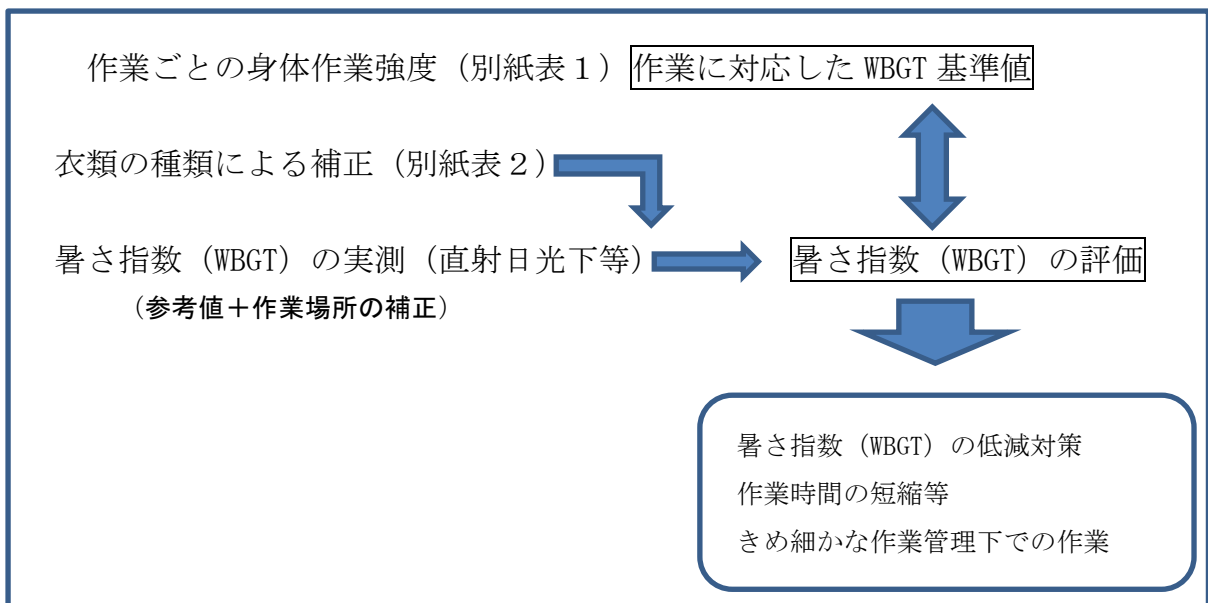 作業ごとの身体作業強度（別紙表１）作業に対応した WBGT 基準値
衣類の種類による補正（別紙表２）
暑さ指数（WBGT）の実測（直射日光下等） 暑さ指数（WBGT）の評価
（参考値＋作業場所の補正）
暑さ指数（WBGT）の低減対策
作業時間の短縮等
きめ細かな作業管理下での作業